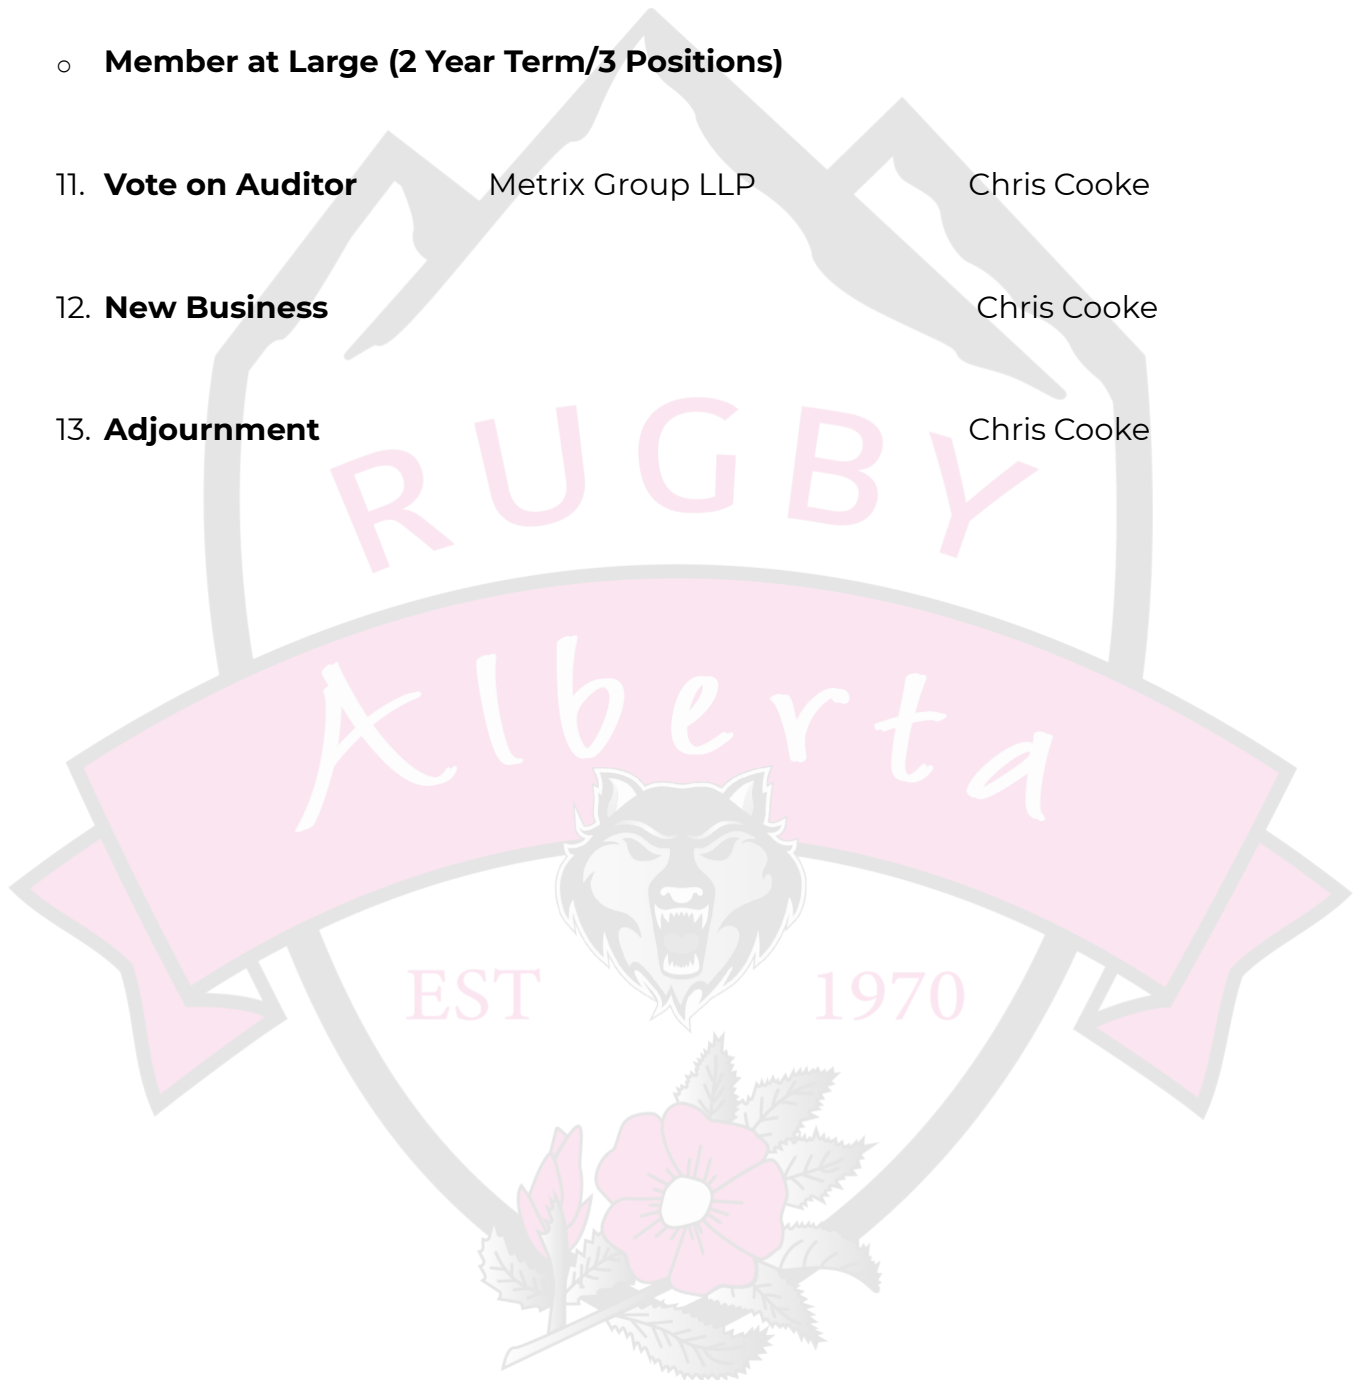 ○ Member at Large (2 Year Term/3 Positions)
11. Vote on Auditor Metrix Group LLP Chris Cooke
12. New Business Chris Cooke
13. Adjournment Chris Cooke
RUGBY
Alberta
EST 1970